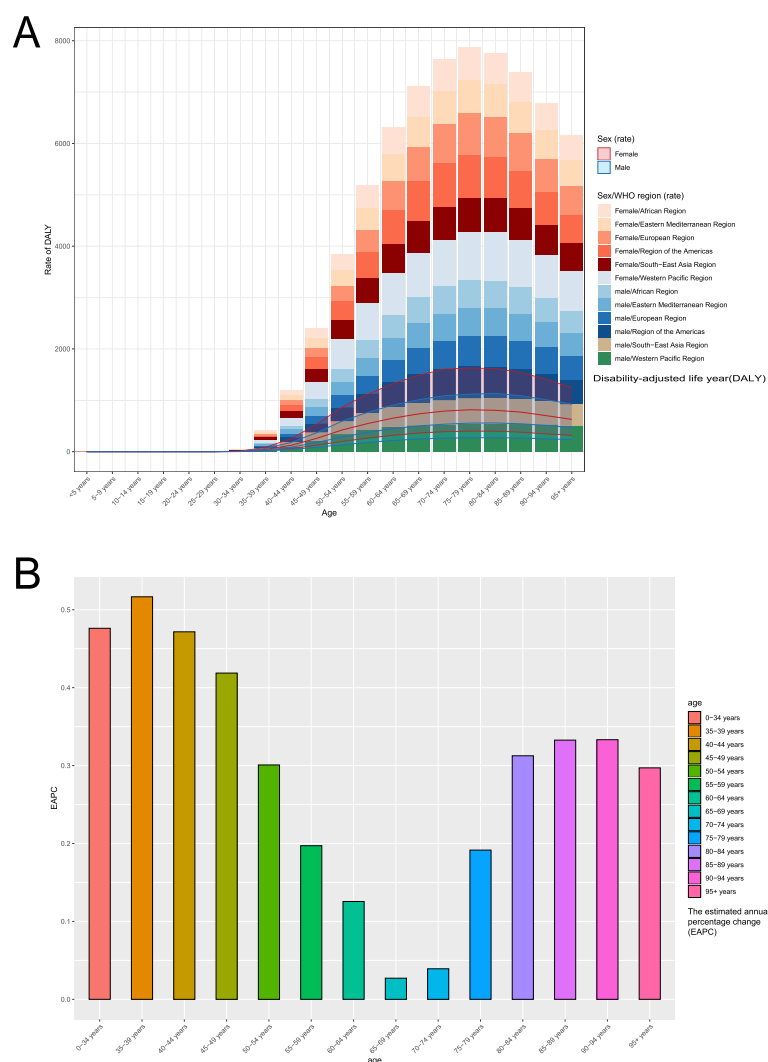 A
8000
6000
4000
2000
0
Rate of DALY
<5 years
5−9 years
10−14 years
15−19 years
20−24 years
25−29 years
30−34 years
35−39 years
40−44 years
45−49 years
50−54 years
55−59 years
60−64 years
65−69 years
70−74 years
75−79 years
80−84 years
85−89 years
90−94 years
95+ years
Age
Sex (rate)
Female
Male
Sex/WHO region (rate)
Female/African Region
Female/Eastern Mediterranean Region
Female/European Region
Female/Region of the Americas
Female/South−East Asia Region
Female/Western Pacific Region
male/African Region
male/Eastern Mediterranean Region
male/European Region
male/Region of the Americas
male/South−East Asia Region
male/Western Pacific Region
Disability-adjusted life year(DALY)
B
0.5
0.4
0.3
0.2
0.1
0.0
EAPC
0−34 years
35−39 years
40−44 years
45−49 years
50−54 years
55−59 years
60−64 years
65−69 years
70−74 years
75−79 years
80−84 years
85−89 years
90−94 years
95+ years
age
age
0−34 years
35−39 years
40−44 years
45−49 years
50−54 years
55−59 years
60−64 years
65−69 years
70−74 years
75−79 years
80−84 years
85−89 years
90−94 years
95+ years
The estimated annua
percentage change
(EAPC)